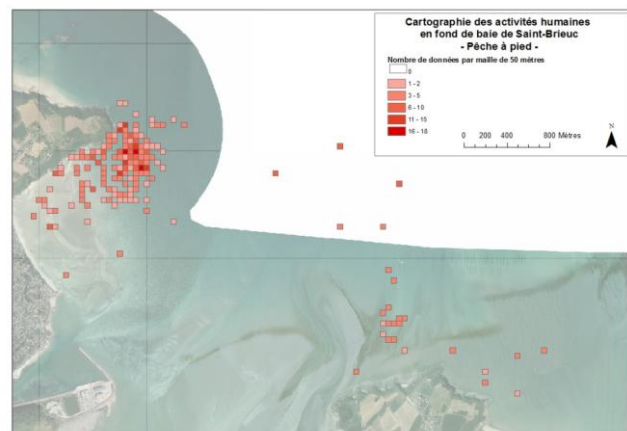 Cartographie des activités humaines
en fond de baie de Saint-Brieuc
- Pêche à pied -
Nombre de données par maille de 50 mètres
0
1 - 2
3 - 5
6 - 10
11 - 15
16 - 18
N
0 200 400 800 Mètres